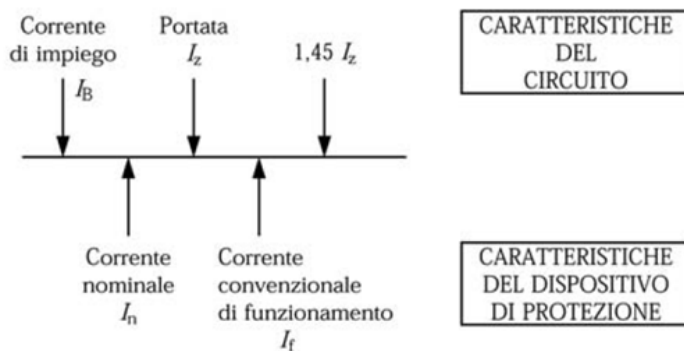 Corrente
di impiego
I_B
Portata
I_z
1,45 I_z
CARATTERISTICHE
DEL
CIRCUITO
Corrente
nominale
I_n
Corrente
convenzionale
di funzionamento
I_f
CARATTERISTICHE
DEL DISPOSITIVO
DI PROTEZIONE